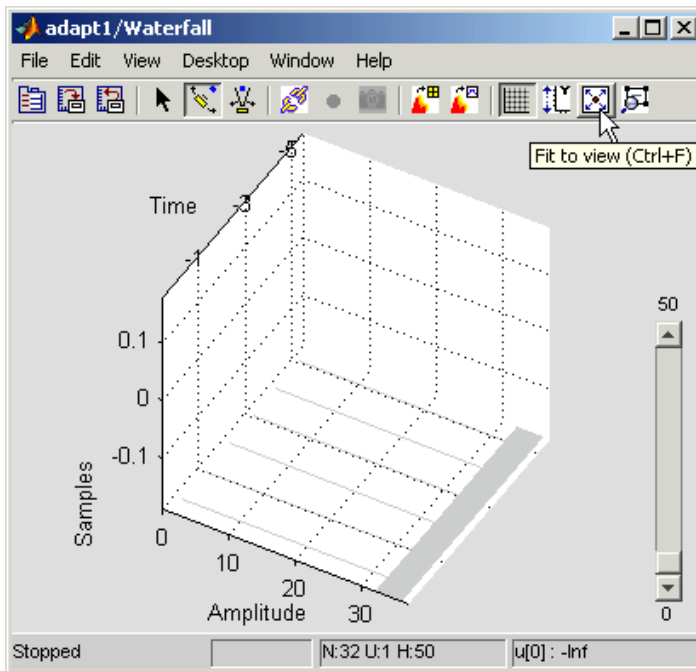 adapt1/Waterfall
File Edit View Desktop Window Help
Fit to view (Ctrl+F)
-5
Time
-3
-1
50
0.1
0
-0.1
Samples
0
10
20
30
Amplitude
0
Stopped
N:32 U:1 H:50
u[0] : -Inf